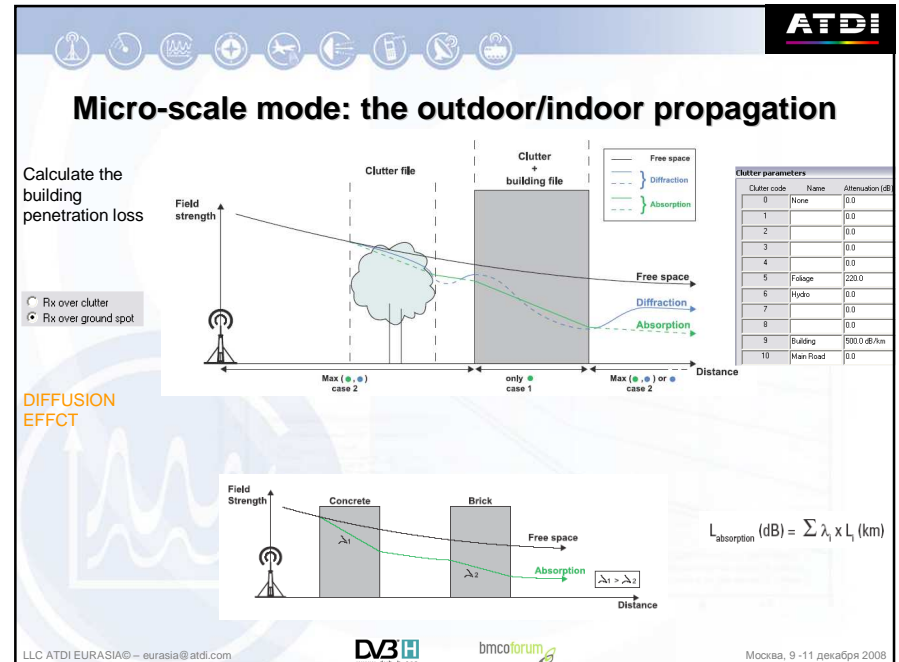 ATDI
Micro-scale mode: the outdoor/indoor propagation
Calculate the
building
penetration loss
Rx over clutter
Rx over ground spot
DIFFUSION
EFFCT
Field
strength
Clutter file
Clutter
+
building file
Free space
Diffraction
Absorption
Free space
Diffraction
Absorption
Distance
Max ( , )
case 2
only
case 1
Max ( , ) or
case 2
Clutter parameters
Clutter code Name Attenuation (dB)
0 None 0.0
1 0.0
2 0.0
3 0.0
4 0.0
5 Foliage 220.0
6 Hydro 0.0
7 0.0
8 0.0
9 Building 500.0 dB/km
10 Main Road 0.0
Field
Strength
Concrete
Brick
λ1
λ2
Free space
Absorption
λ1 > λ2
Distance
Labsorption (dB) = Σ λi x Li (km)
LLC ATDI EURASIA© – eurasia@atdi.com
DVB H
bmcoforum
Москва, 9 -11 декабря 2008